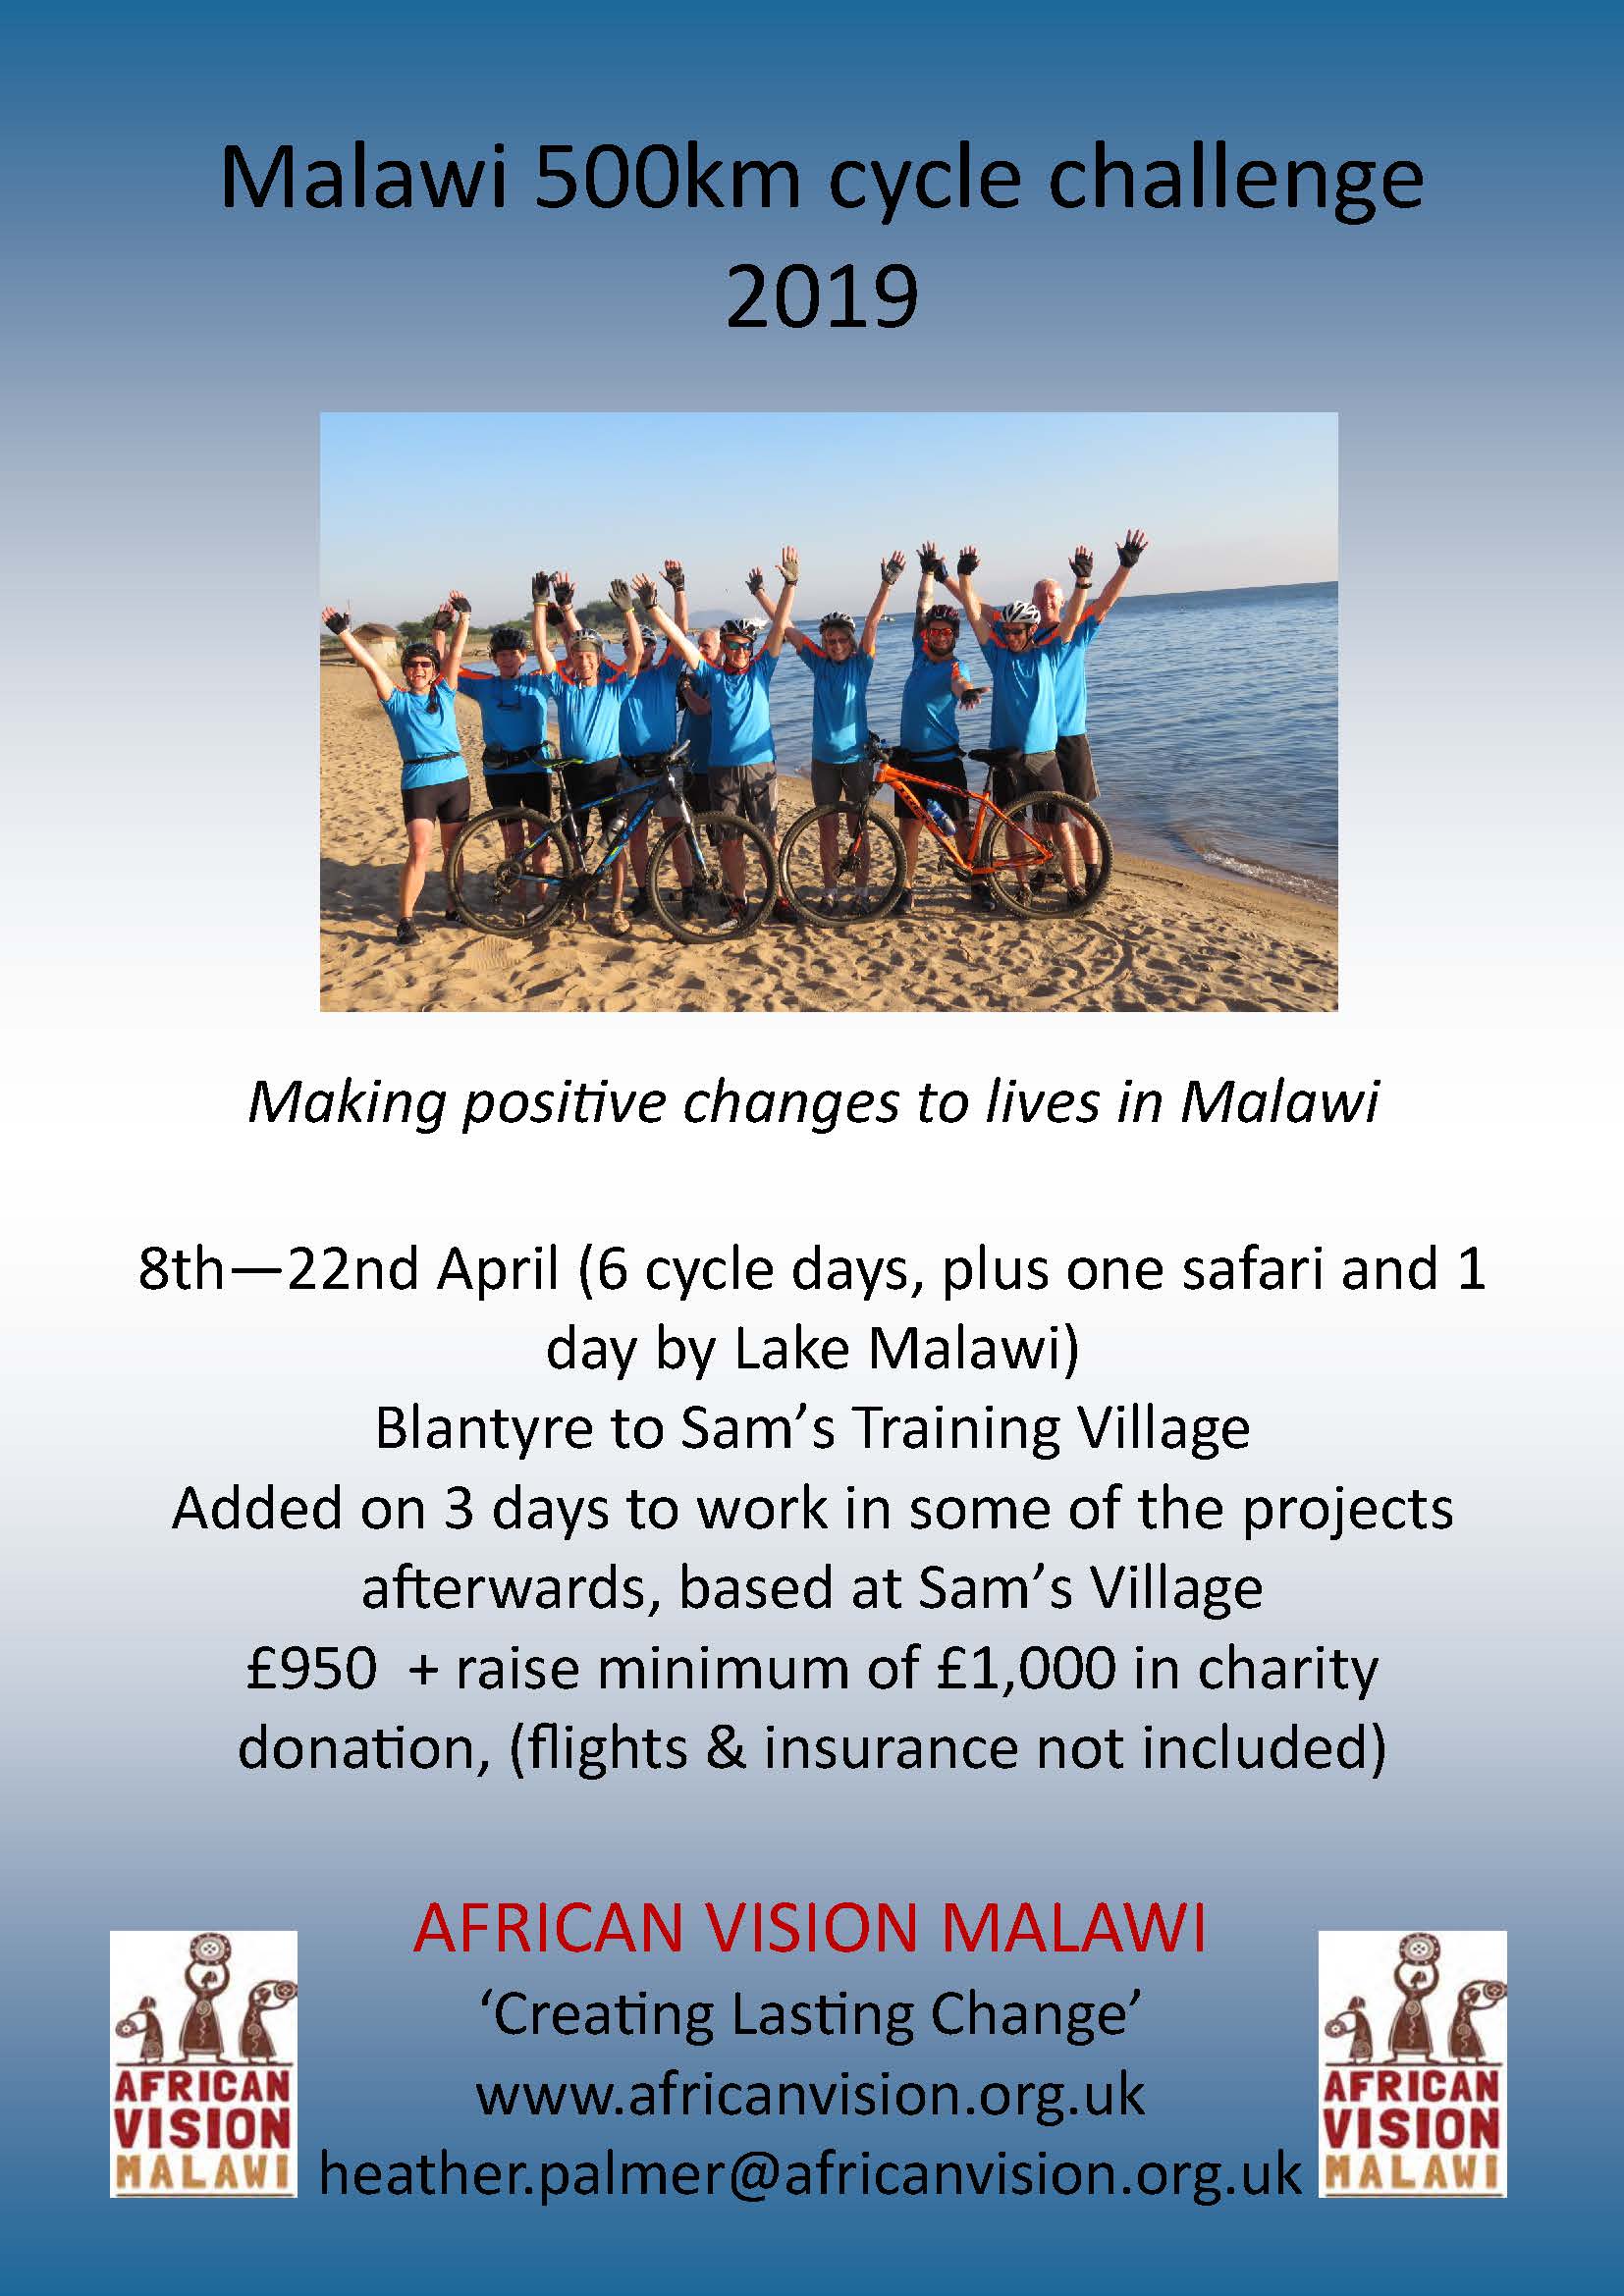 Malawi 500km cycle challenge
2019
Making positive changes to lives in Malawi
8th—22nd April (6 cycle days, plus one safari and 1
day by Lake Malawi)
Blantyre to Sam’s Training Village
Added on 3 days to work in some of the projects
afterwards, based at Sam’s Village
£950 + raise minimum of £1,000 in charity
donation, (flights & insurance not included)
AFRICAN VISION MALAWI
‘Creating Lasting Change’
www.africanvision.org.uk
heather.palmer@africanvision.org.uk
AFRICAN
VISION
MALAWI
AFRICAN
VISION
MALAWI